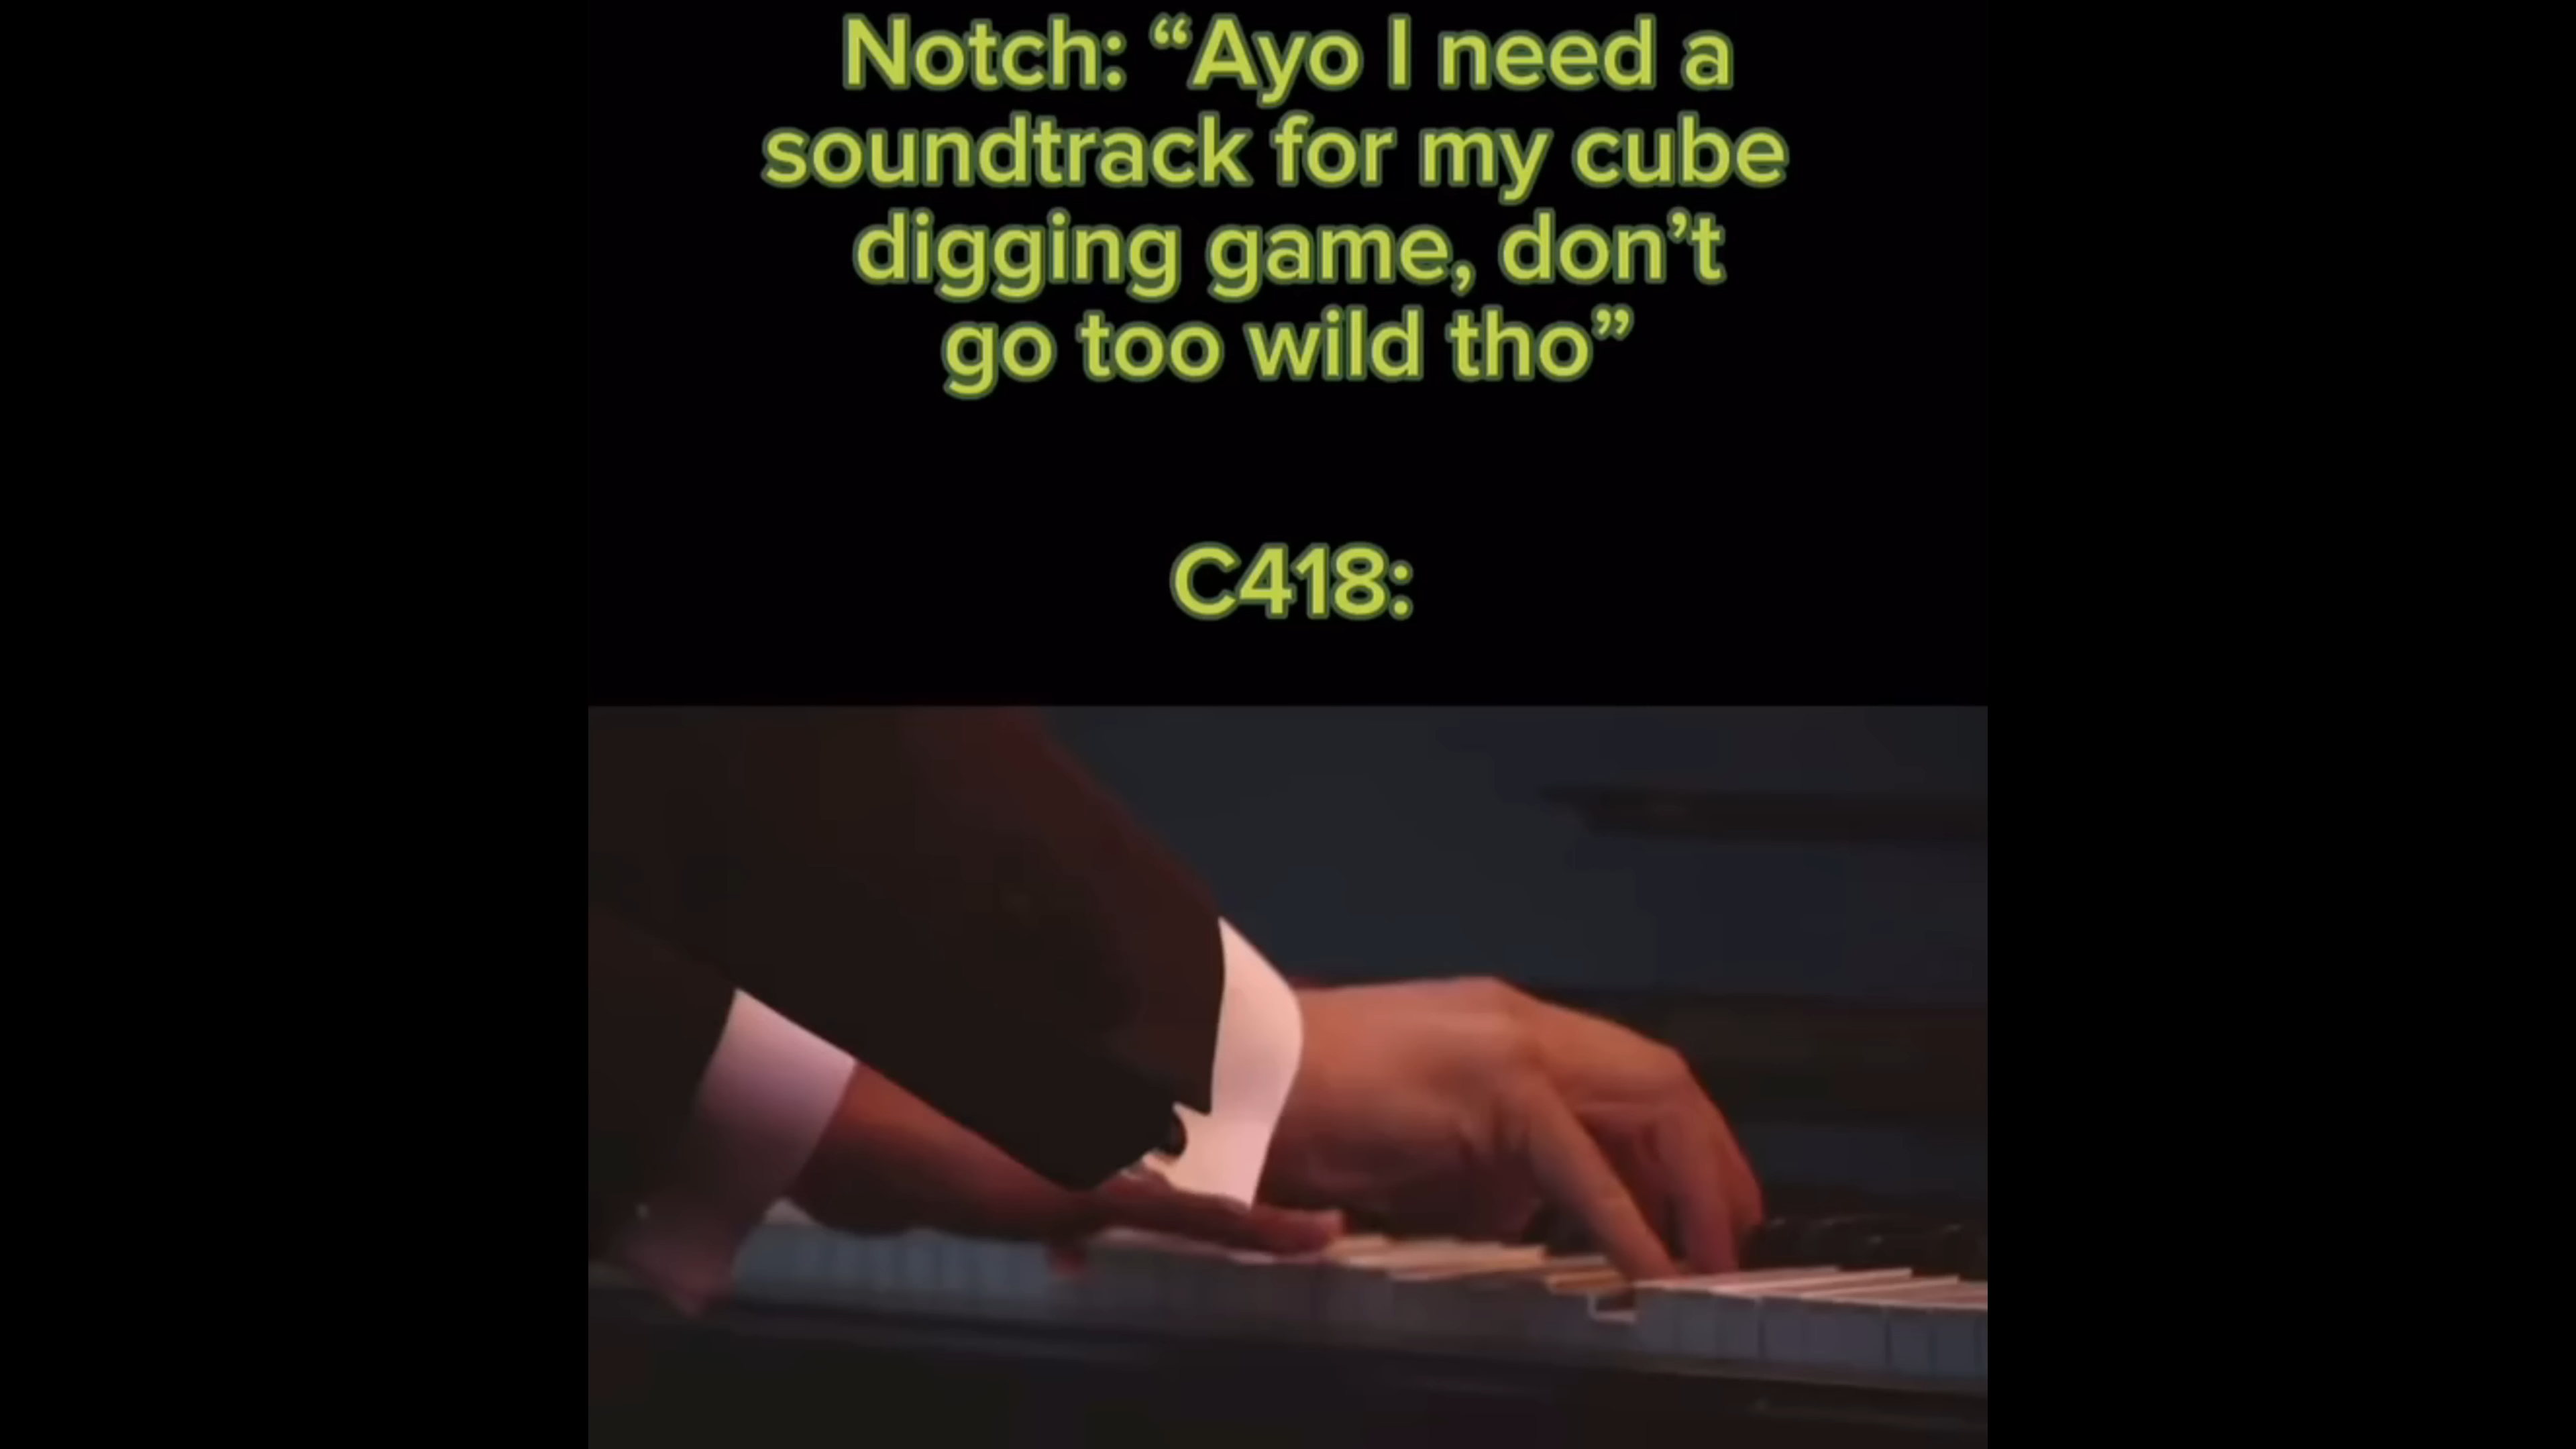 Notch: “Ayo I need a
soundtrack for my cube
digging game, don’t
go too wild tho”
C418: